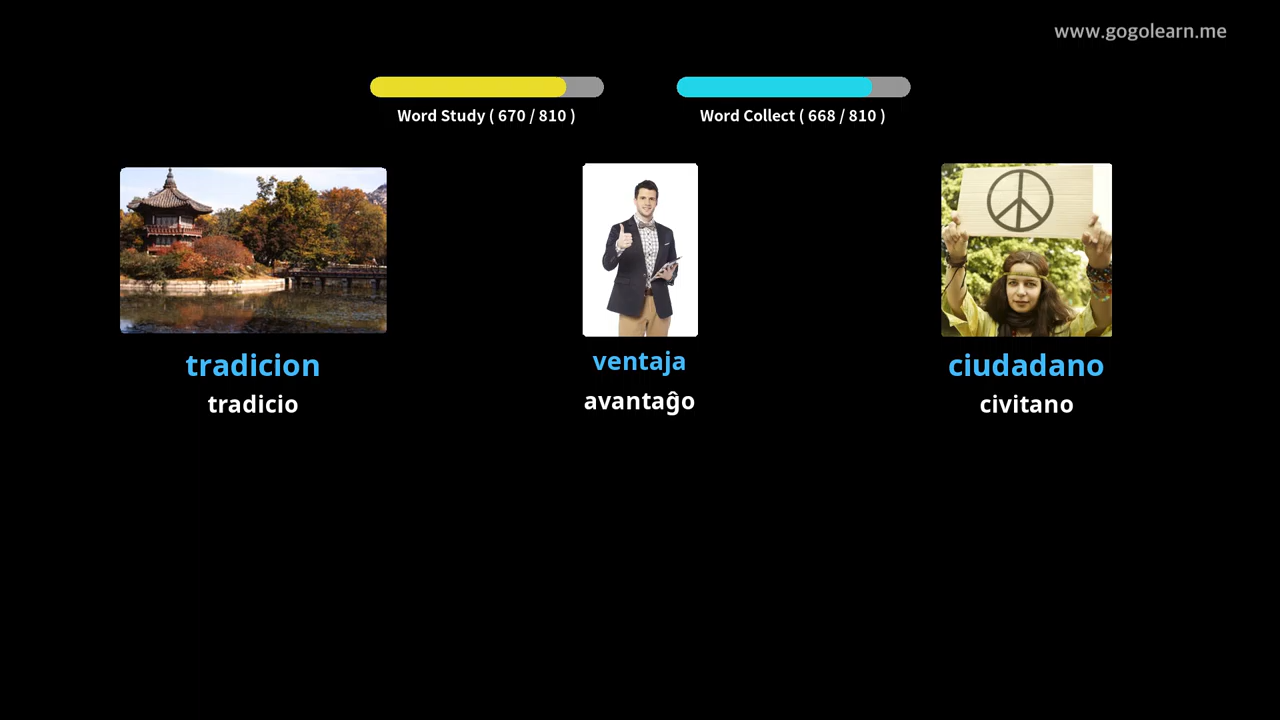 www.gogolearn.me
Word Study ( 670 / 810 )
Word Collect ( 668 / 810 )
tradicion
tradicio
ventaja
avantaĝo
ciudadano
civitano